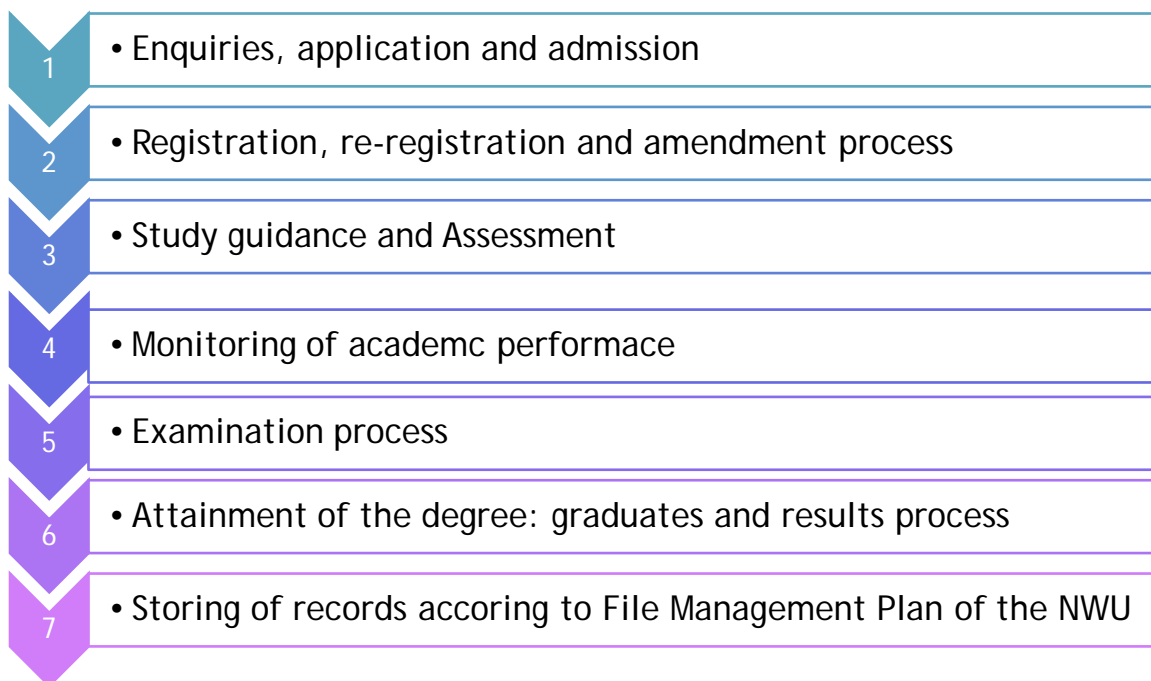 1
• Enquiries, application and admission
2
• Registration, re-registration and amendment process
3
• Study guidance and Assessment
4
• Monitoring of academc performace
5
• Examination process
6
• Attainment of the degree: graduates and results process
7
• Storing of records accoring to File Management Plan of the NWU